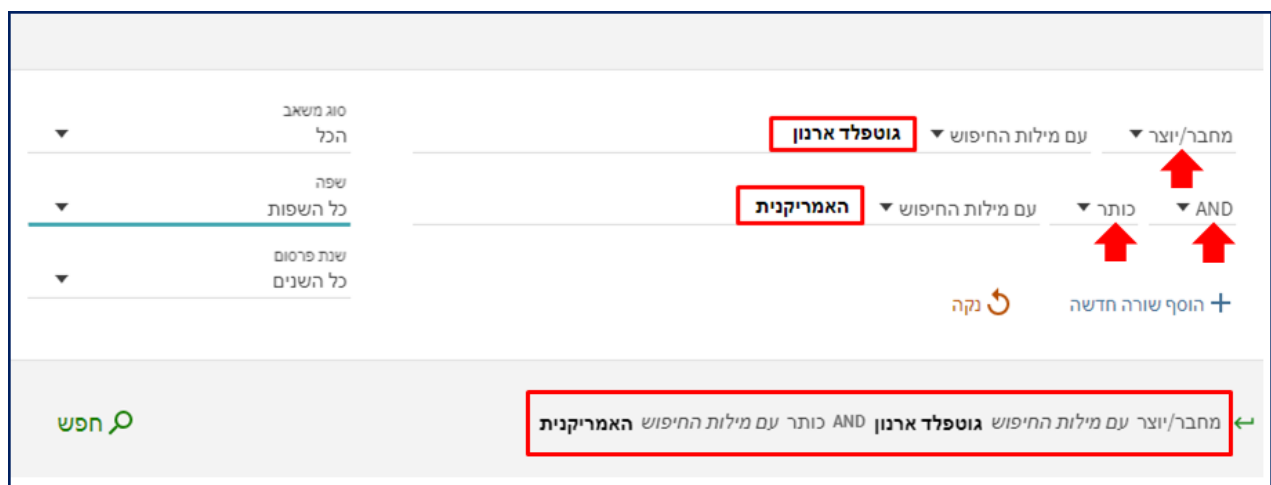 מחבר/יוצר עם מילות החיפוש גוטפלד ארנון
AND כותר עם מילות החיפוש האמריקנית
הוסף שורה חדשה נקה
סוג משאב
הכל
שפה
כל השפות
שנת פרסום
כל השנים
מחבר/יוצר עם מילות החיפוש גוטפלד ארנון AND כותר עם מילות החיפוש האמריקנית
חפש